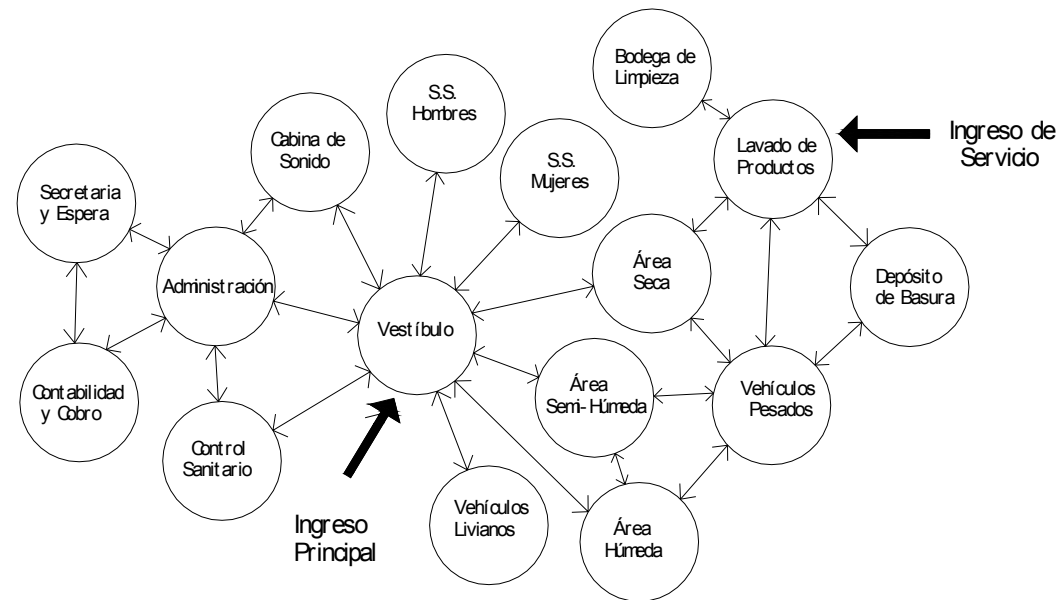 Bodega de
Limpieza
S.S.
Hombres
Cabina de
Sonido
Lavado de
Productos
Ingreso de
Servicio
S.S.
Mujeres
Secretaria
y Espera
Área
Seca
Administración
Depósito
de Basura
Vestíbulo
Contabilidad
y Cobro
Área
Semi-Húmeda
Vehículos
Pesados
Control
Sanitario
Vehículos
Livianos
Área
Húmeda
Ingreso
Principal